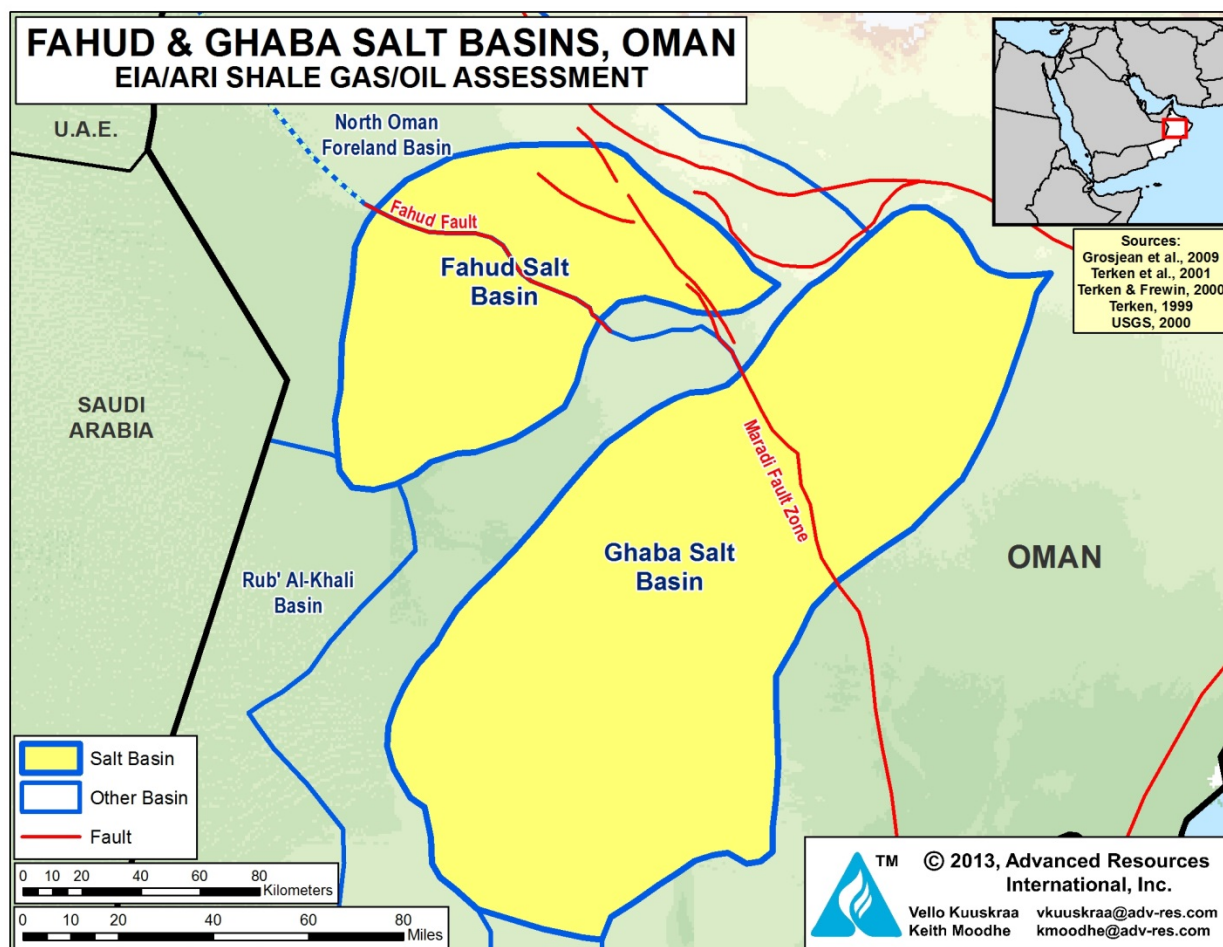 FAHUD & GHABA SALT BASINS, OMAN
EIA/ARI SHALE GAS/OIL ASSESSMENT
U.A.E.
North Oman
Foreland Basin
Fahud Fault
Fahud Salt
Basin
Sources:
Grosjean et al., 2009
Terken et al., 2001
Terken & Frewin, 2000
Terken, 1999
USGS, 2000
SAUDI
ARABIA
Maradi Fault Zone
Ghaba Salt
Basin
OMAN
Rub' Al-Khali
Basin
Salt Basin
Other Basin
Fault
0 10 20 40 60 80
Kilometers
0 10 20 40 60 80
Miles
TM
© 2013, Advanced Resources
International, Inc.
Vello Kuuskraa vkuuskraa@adv-res.com
Keith Moodhe kmoodhe@adv-res.com